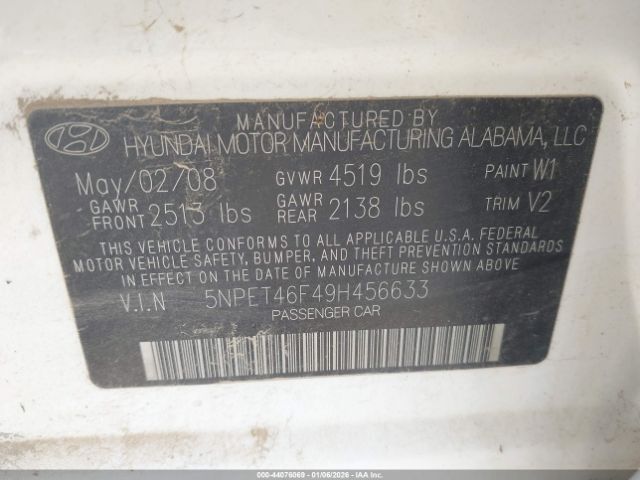 MANUFACTURED BY
HYUNDAI MOTOR MANUFACTURING ALABAMA, LLC
May/02/08 GVWR 4519 lbs PAINT W1
GAWR FRONT 2513 lbs GAWR REAR 2138 lbs TRIM V2
THIS VEHICLE CONFORMS TO ALL APPLICABLE U.S.A. FEDERAL
MOTOR VEHICLE SAFETY, BUMPER, AND THEFT PREVENTION STANDARDS
IN EFFECT ON THE DATE OF MANUFACTURE SHOWN ABOVE
V.I.N 5NPET46F49H456633
PASSENGER CAR
000-44076069 | 01/06/2026 - IAA Inc.